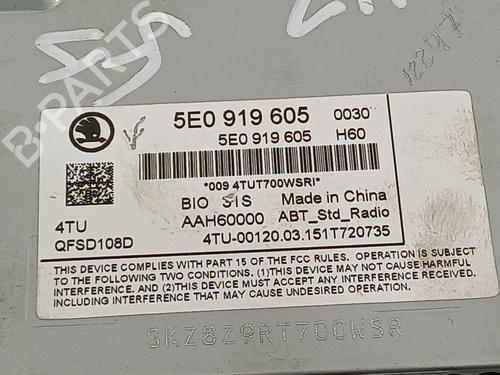 B-PARTS
12247
5E0 919 605 0030
5E0 919 605 H60
*009 4TUT700WSRI*
BIO SIS Made in China
4TU AAH60000 ABT_Std_Radio
QFSD108D 4TU-00120.03.151T720735
THIS DEVICE COMPLIES WITH PART 15 OF THE FCC RULES. OPERATION IS SUBJECT
TO THE FOLLOWING TWO CONDITIONS. (1)THIS DEVICE MAY NOT CAUSE HARMFUL
INTERFERENCE, AND (2)THIS DEVICE MUST ACCEPT ANY INTERFERENCE RECEIVED,
INCLUDING INTERFERENCE THAT MAY CAUSE UNDESIRED OPERATION.
SKZ8Z9RT700WSR